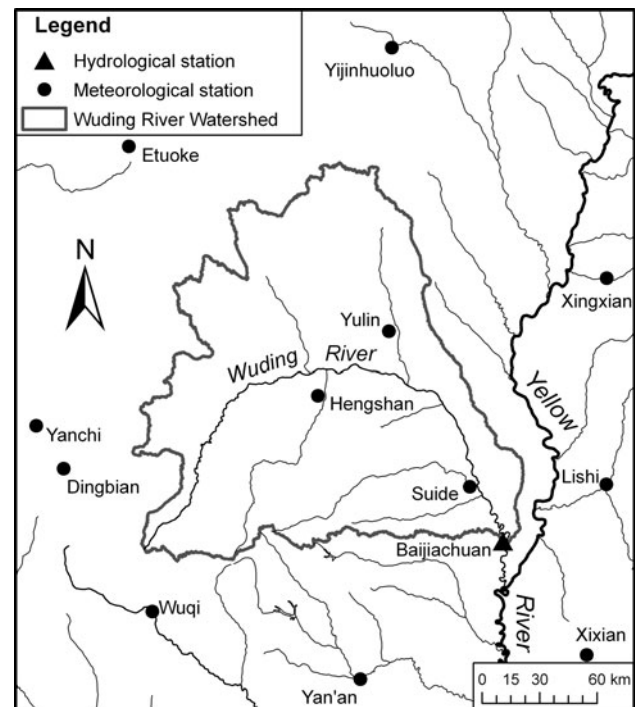 Legend
Hydrological station
Meteorological station
Wuding River Watershed
Yijinhuoluo
Etuoke
N
Xingxian
Yulin
Wuding River
Yellow River
Hengshan
Yanchi
Dingbian
Suide
Lishi
Baijiachuan
Wuqi
Xixian
Yan'an
0 15 30 60 km